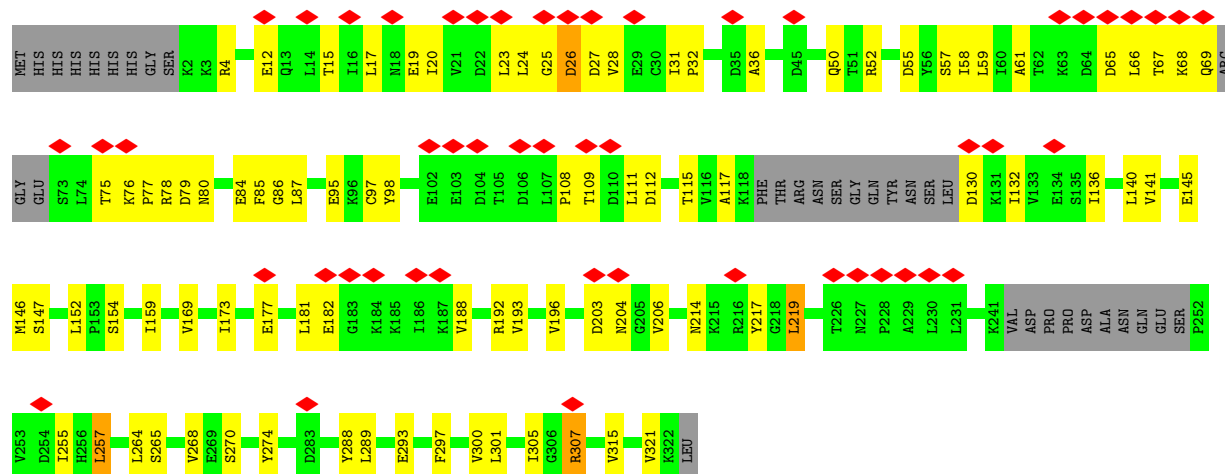 MET HIS HIS HIS HIS HIS HIS GLY SER K2 K3 R4 E12 Q13 L14 T15 I16 L17 N18 E19 I20 V21 D22 L23 L24 G25 D26 D27 V28 E29 C30 I31 P32 D35 A36 D45 Q50 T51 R52 D55 Y56 S57 I58 L59 I60 A61 T62 K63 D64 D65 L66 T67 K68 Q69
GLY GLU S73 L74 T75 K76 P77 R78 D79 N80 E84 F85 G86 L87 E95 K96 C97 Y98 E102 E103 D104 T105 D106 L107 P108 T109 D110 L111 D112 T115 V116 A117 K118 PHE THR ARG ASN SER GLY GLN TYR ASN SER LEU D130 K131 I132 V133 E134 S135 I136 L140 V141 E145
M146 S147 L152 P153 S154 I159 V169 I173 E177 L181 E182 G183 K184 K185 I186 K187 V188 R192 V193 V196 D203 N204 G205 V206 N214 K215 R216 Y217 G218 L219 T226 N227 P228 A229 L230 L231 K241 VAL ASP PRO PRO ASP ALA ASN GLN GLU SER P252
V253 D254 I255 H256 L257 L264 S265 V268 E269 S270 Y274 D283 Y288 L289 E293 F297 V300 L301 I305 G306 R307 V315 V321 K322 LEU